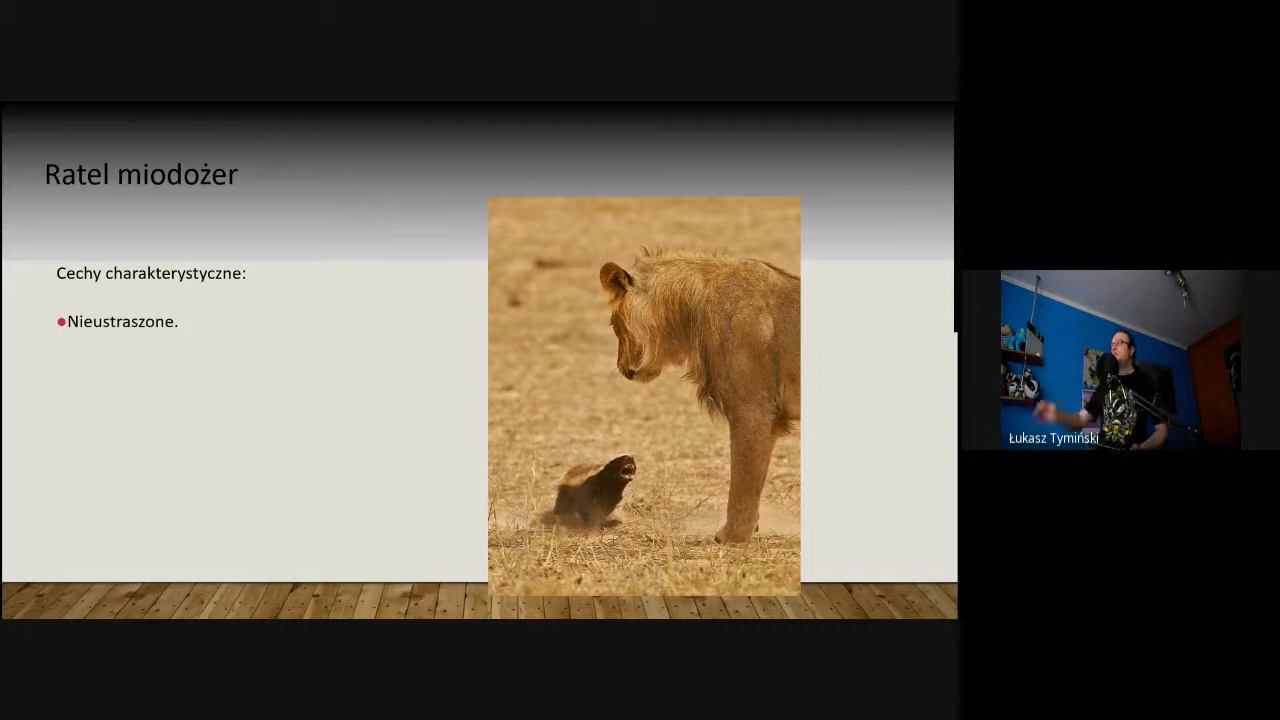 Ratel miodożer
Cechy charakterystyczne:
●Nieustraszone.
Łukasz Tymiński